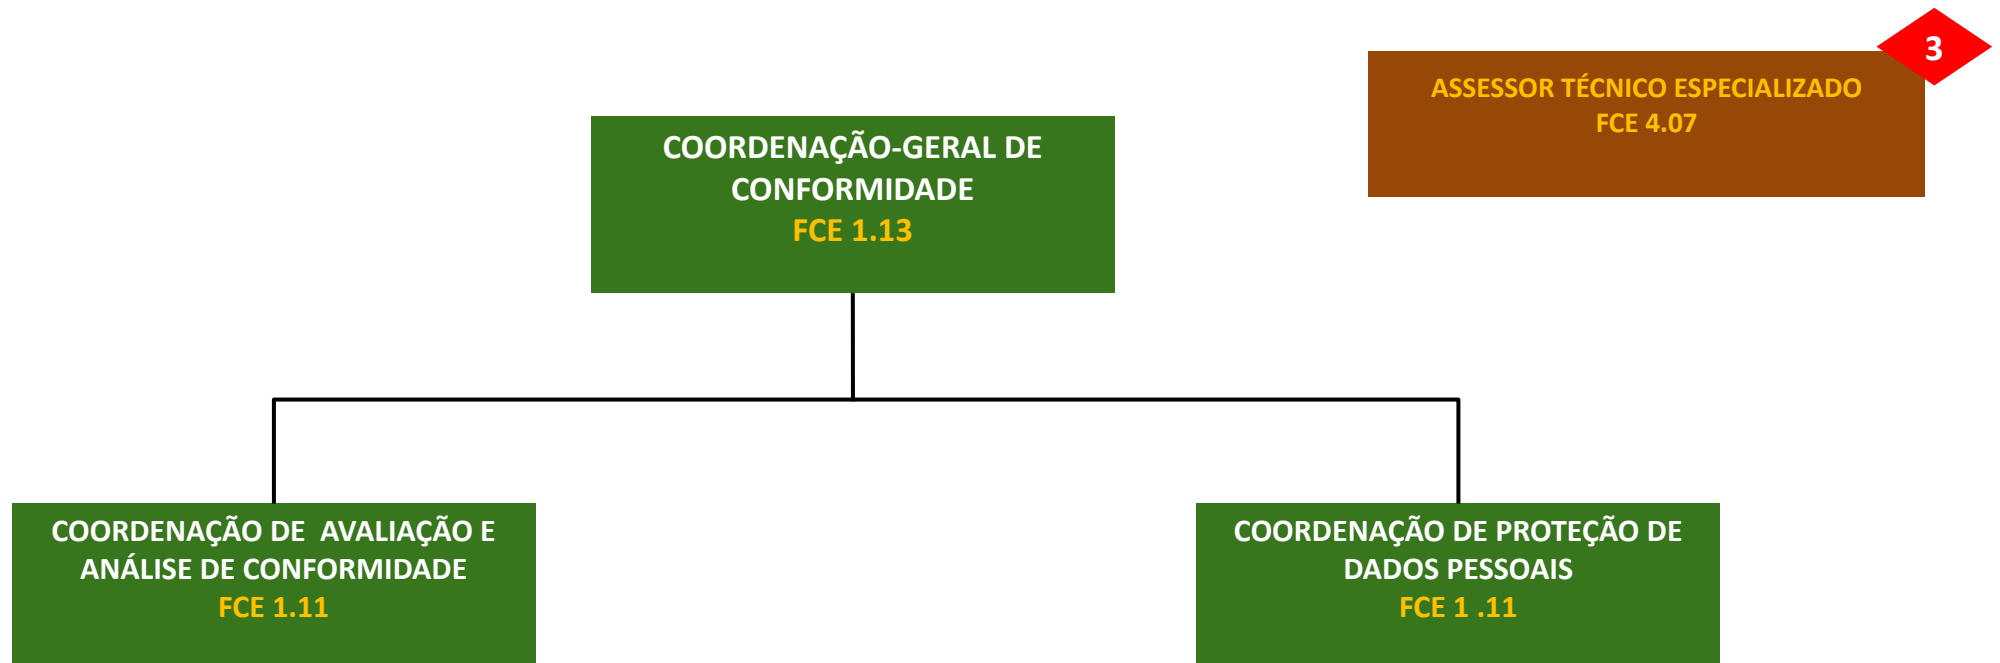 3
ASSESSOR TÉCNICO ESPECIALIZADO
FCE 4.07
COORDENAÇÃO-GERAL DE
CONFORMIDADE
FCE 1.13
COORDENAÇÃO DE  AVALIAÇÃO E
ANÁLISE DE CONFORMIDADE
FCE 1.11
COORDENAÇÃO DE PROTEÇÃO DE
DADOS PESSOAIS
FCE 1 .11